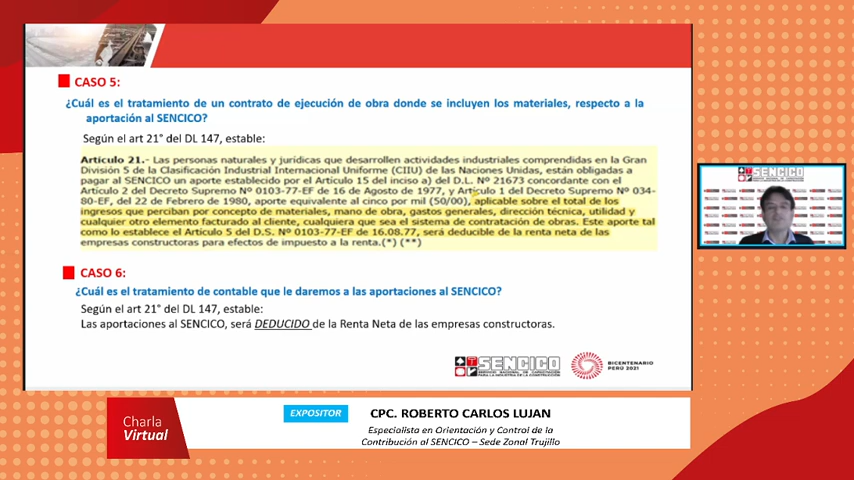 CASO 5:
¿Cuál es el tratamiento de un contrato de ejecución de obra donde se incluyen los materiales, respecto a la
aportación al SENCICO?
Según el art 21° del DL 147, estable:
Artículo 21.- Las personas naturales y jurídicas que desarrollen actividades industriales comprendidas en la Gran
División 5 de la Clasificación Industrial Internacional Uniforme (CIIU) de las Naciones Unidas, están obligadas a
pagar al SENCICO un aporte establecido por el Artículo 15 del inciso a) del D.L. Nº 21673 concordante con el
Artículo 2 del Decreto Supremo Nº 0103-77-EF de 16 de Agosto de 1977, y Artículo 1 del Decreto Supremo Nº 034-
80-EF, del 22 de Febrero de 1980, aporte equivalente al cinco por mil (50/00), aplicable sobre el total de los
ingresos que perciban por concepto de materiales, mano de obra, gastos generales, dirección técnica, utilidad y
cualquier otro elemento facturado al cliente, cualquiera que sea el sistema de contratación de obras. Este aporte tal
como lo establece el Artículo 5 del D.S. Nº 0103-77-EF de 16.08.77, será deducible de la renta neta de las
empresas constructoras para efectos de impuesto a la renta.(*) (**)
CASO 6:
¿Cuál es el tratamiento de contable que le daremos a las aportaciones al SENCICO?
Según el art 21° del DL 147, estable:
Las aportaciones al SENCICO, será DEDUCIDO de la Renta Neta de las empresas constructoras.
SENCICO
SERVICIO NACIONAL DE CAPACITACIÓN
PARA LA INDUSTRIA DE LA CONSTRUCCIÓN
BICENTENARIO
PERÚ 2021
SENCICO
Charla
Virtual
EXPOSITOR
CPC. ROBERTO CARLOS LUJAN
Especialista en Orientación y Control de la
Contribución al SENCICO – Sede Zonal Trujillo